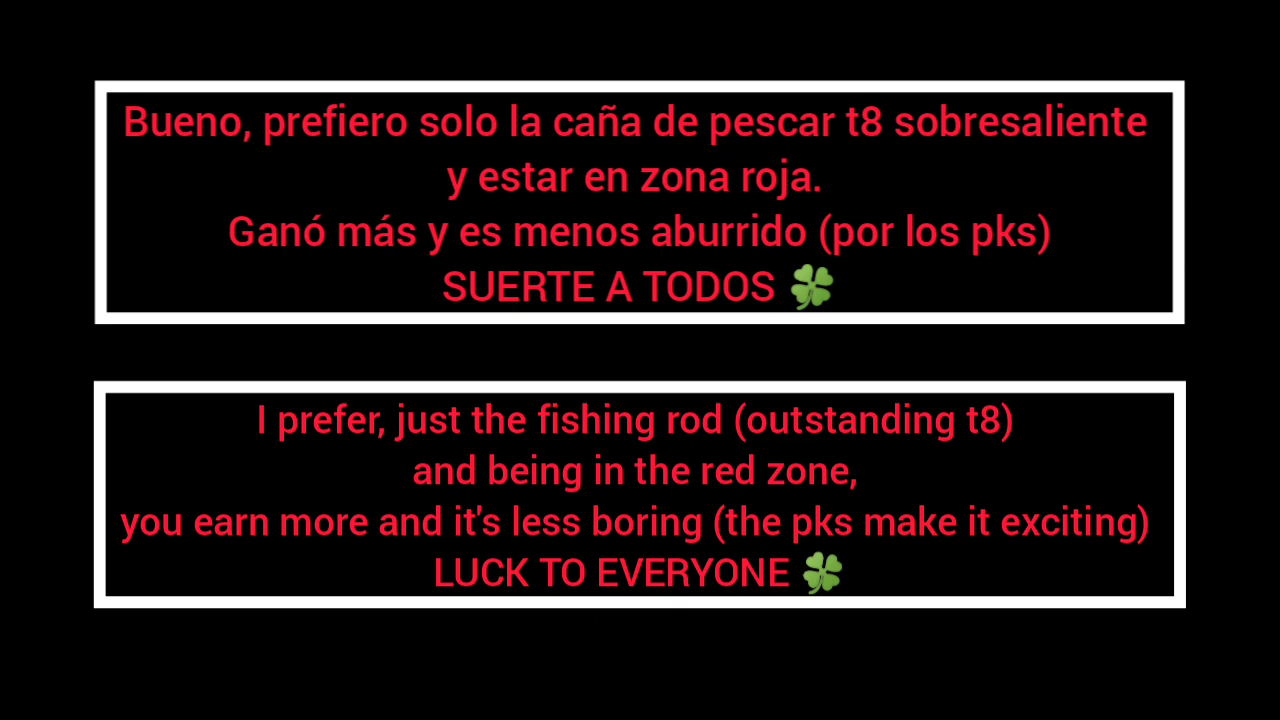 Bueno, prefiero solo la caña de pescar t8 sobresaliente
y estar en zona roja.
Ganó más y es menos aburrido (por los pks)
SUERTE A TODOS 🍀
I prefer, just the fishing rod (outstanding t8)
and being in the red zone,
you earn more and it's less boring (the pks make it exciting)
LUCK TO EVERYONE 🍀